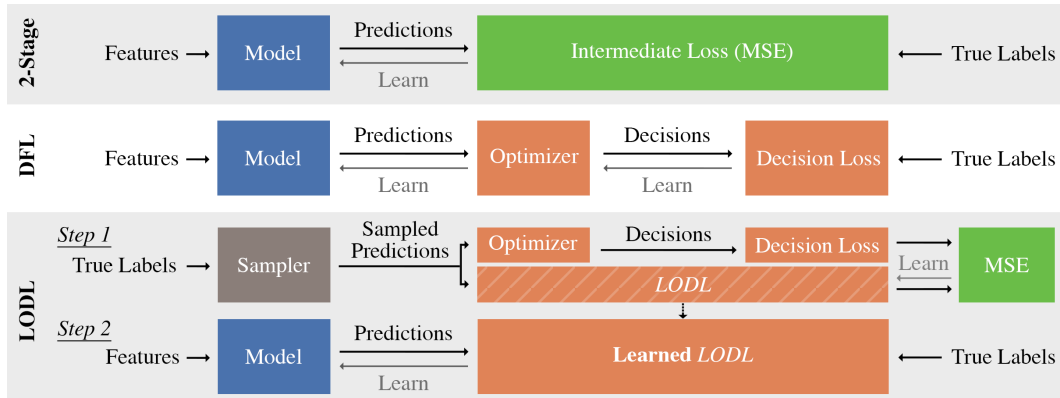 2-Stage
Features
Model
Predictions
Learn
Intermediate Loss (MSE)
True Labels
DFL
Features
Model
Predictions
Learn
Optimizer
Decisions
Learn
Decision Loss
True Labels
LODL
Step 1
True Labels
Sampler
Sampled
Predictions
Optimizer
Decisions
Decision Loss
LODL
Learn
MSE
Step 2
Features
Model
Predictions
Learn
Learned LODL
True Labels